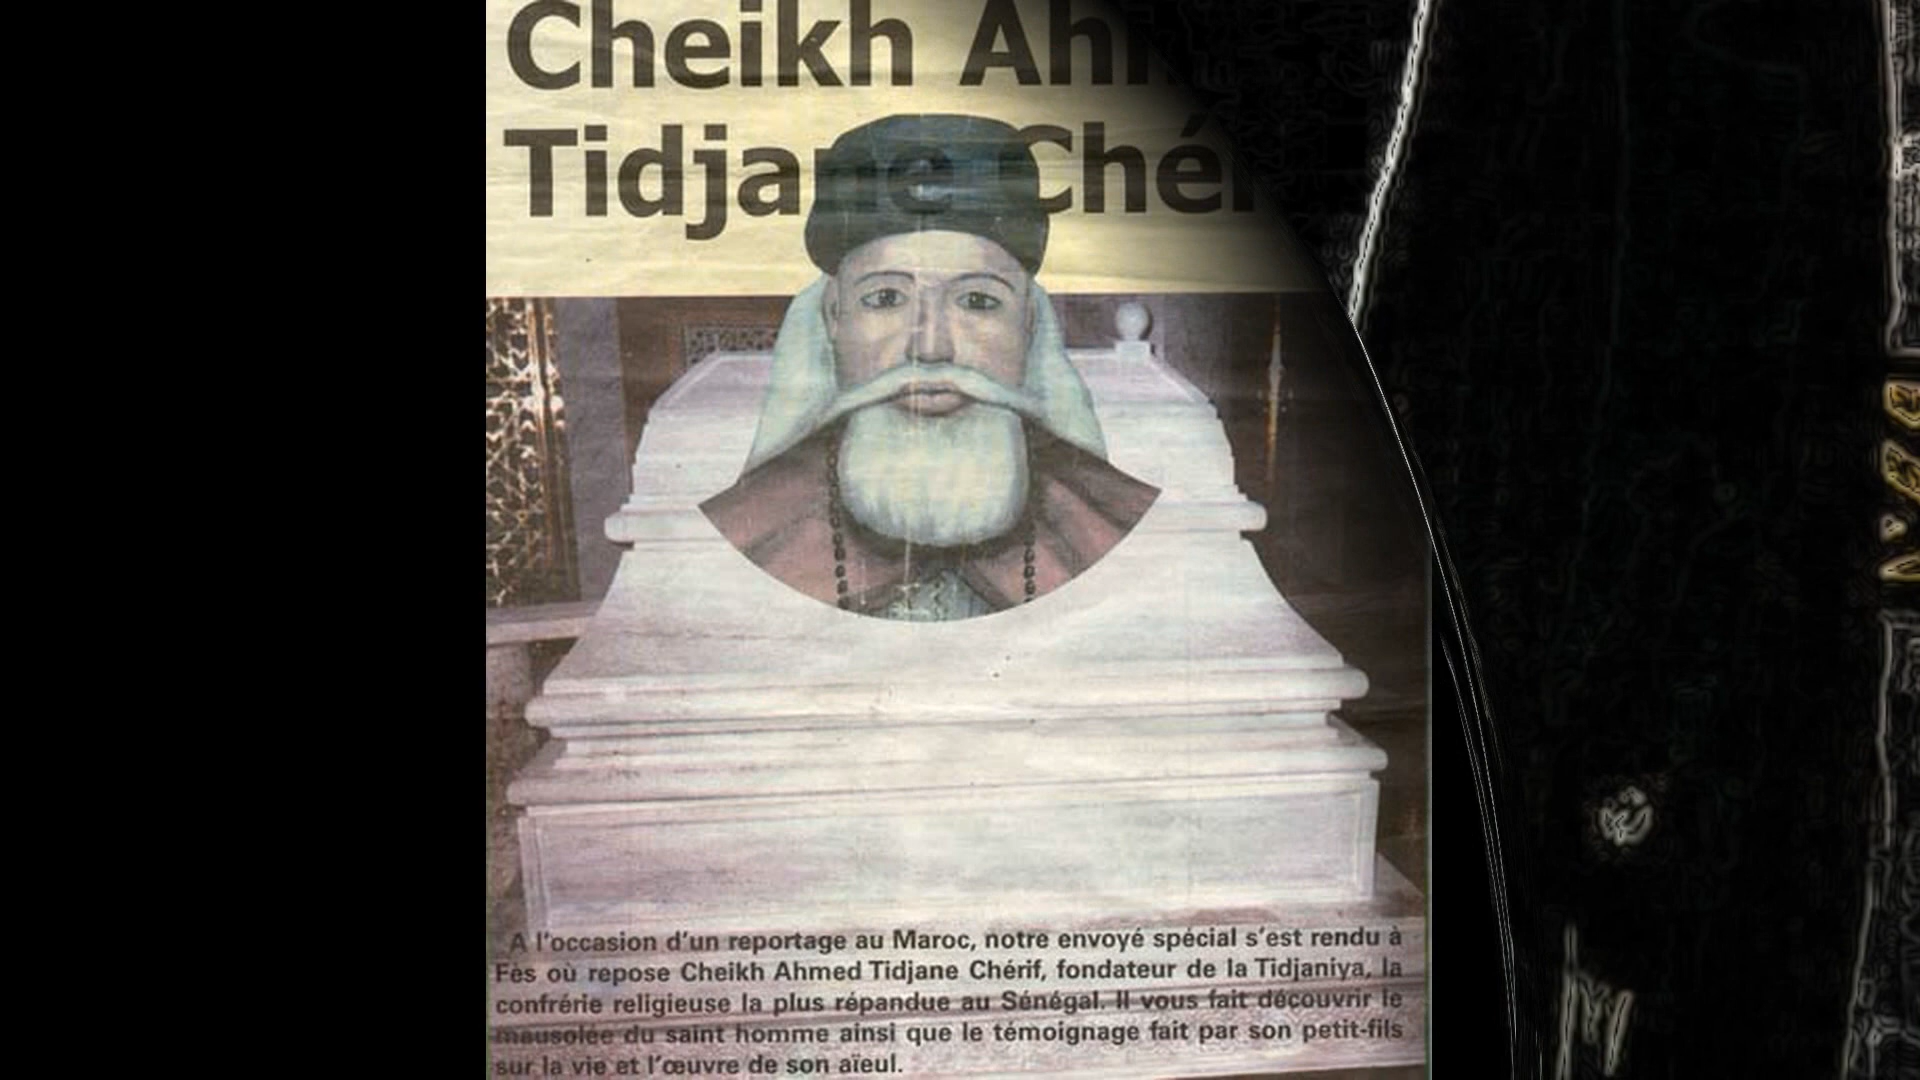 Cheikh
Tidjane
A l'occasion d'un reportage au Maroc, notre envoyé spécial s'est rendu à
Fès où repose Cheikh Ahmed Tidjane Chérif, fondateur de la Tidjaniya, la
confrérie religieuse la plus répandue au Sénégal. Il vous fait découvrir le
mausolée du saint homme ainsi que le témoignage fait par son petit-fils
sur la vie et l'œuvre de son aïeul.